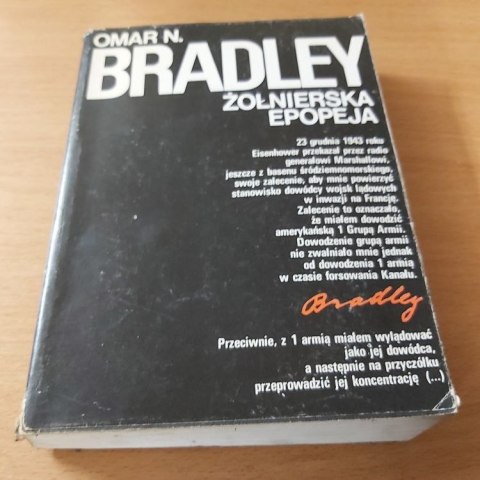 OMAR N.
BRADLEY
ŻOŁNIERSKA
EPOPEJA
23 grudnia 1943 roku
Eisenhower przekazał przez radio
generałowi Marshallowi,
jeszcze z basenu śródziemnomorskiego,
swoje zalecenie, aby mnie powierzyć
stanowisko dowódcy wojsk lądowych
w inwazji na Francję.
Zalecenie to oznaczało,
że miałem dowodzić
amerykańską 1 Grupą Armii.
Dowodzenie grupą armii
nie zwalniało mnie jednak
od dowodzenia 1 armią
w czasie forsowania Kanału.
Bradley
Przeciwnie, z 1 armią miałem wylądować
jako jej dowódca,
a następnie na przyczółku
przeprowadzić jej koncentrację (...)